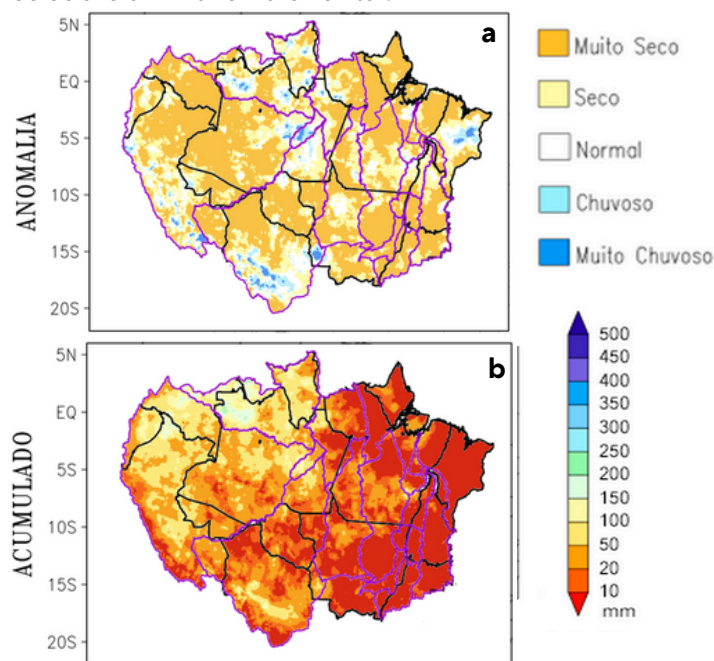 a
ANOMALIA
5N
EQ
5S
10S
15S
20S
Muito Seco
Seco
Normal
Chuvoso
Muito Chuvoso
b
ACUMULADO
5N
EQ
5S
10S
15S
20S
500
450
400
350
300
250
200
150
100
50
20
10
mm